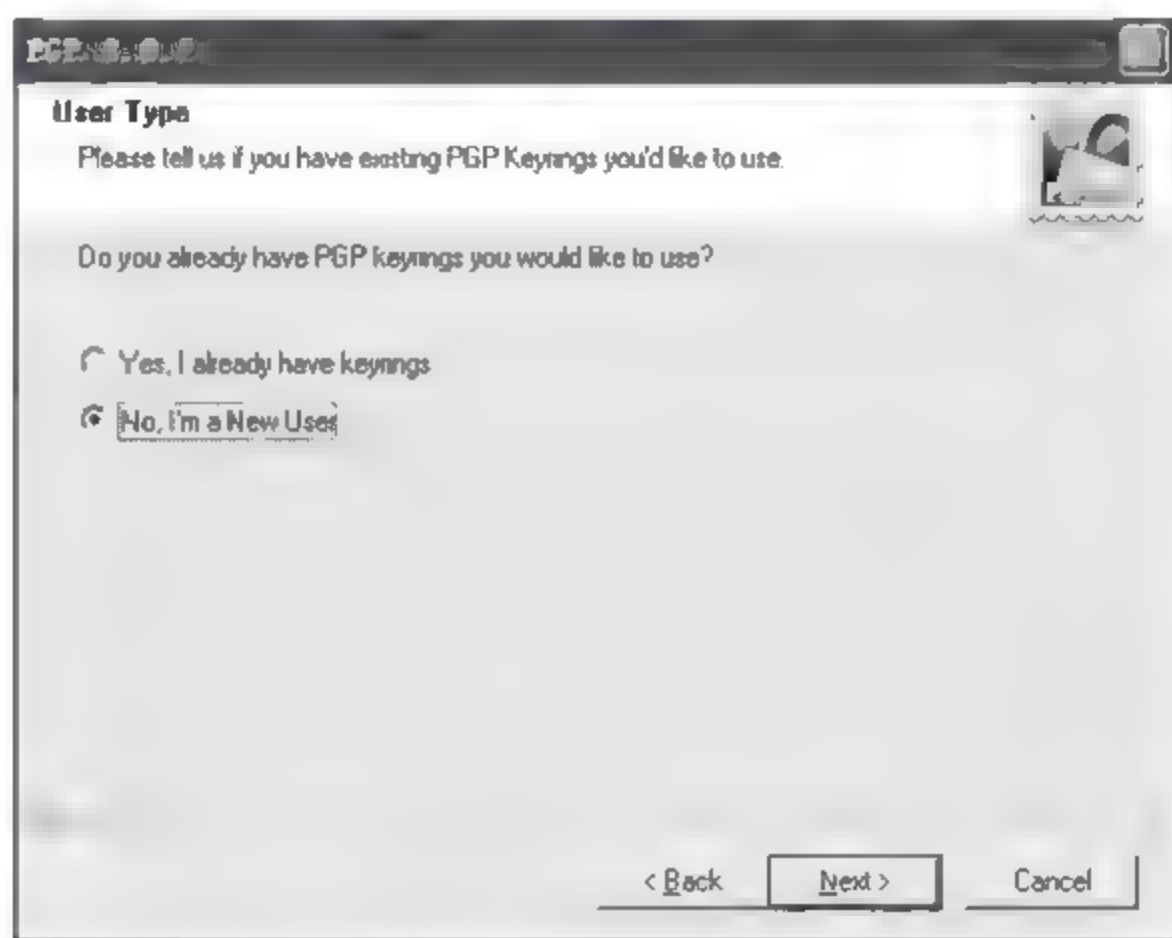 User Type
Please tell us if you have existing PGP Keyrings you'd like to use.
Do you already have PGP keyrings you would like to use?
Yes, I already have keyrings
No, I'm a New User
< Back Next > Cancel